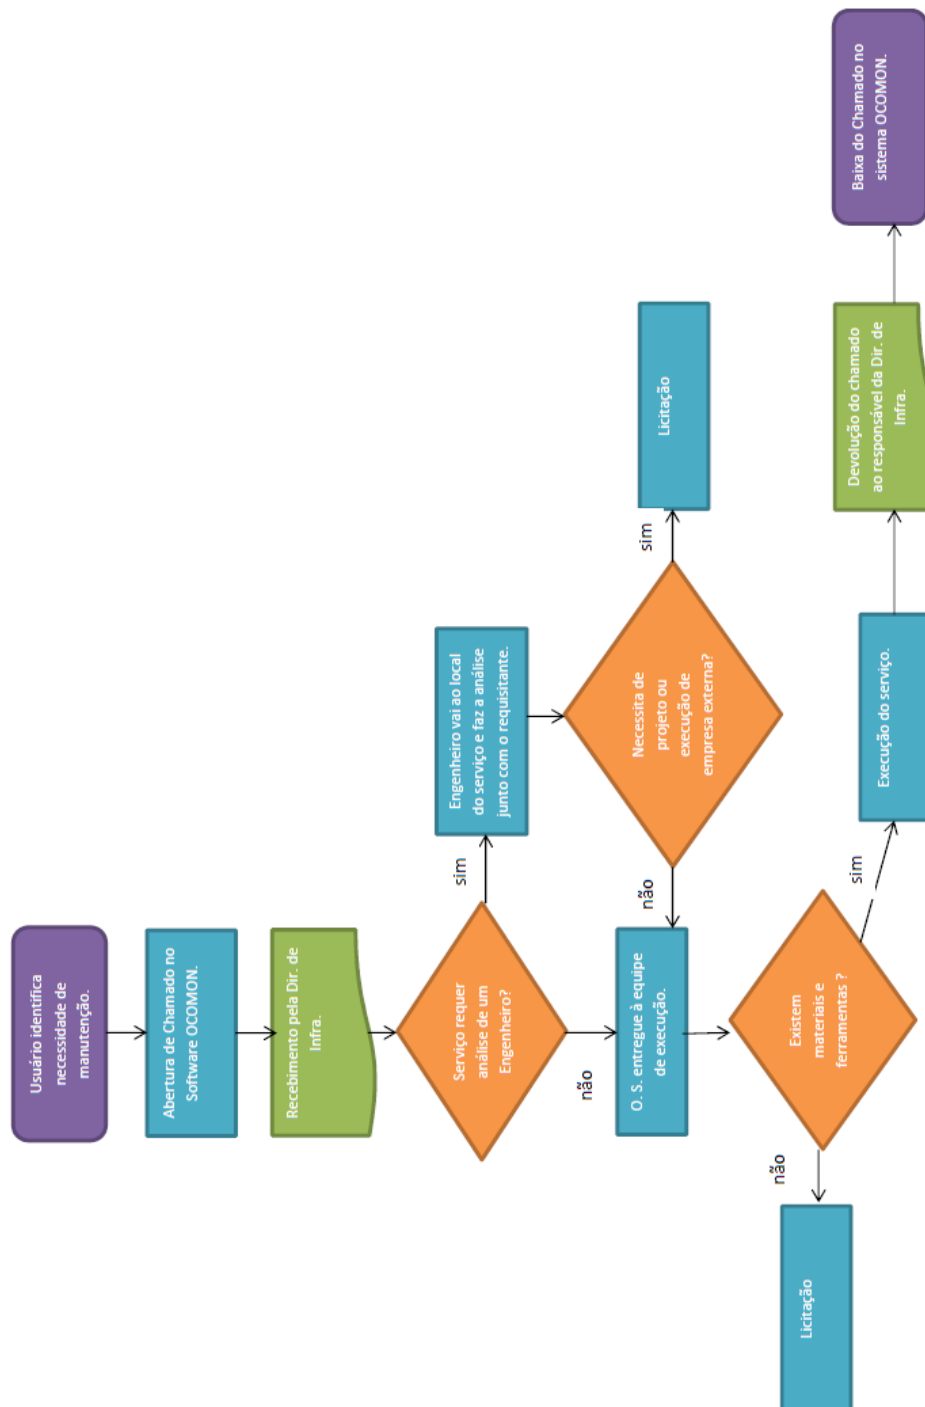 Usuário identifica
necessidade de
manutenção.
Abertura de Chamado no
Software OCOMON.
Recebimento pela Dir. de
Infra.
Serviço requer
análise de um
Engenheiro?
sim
Engenheiro vai ao local
do serviço e faz a análise
junto com o requisitante.
Necessita de
projeto ou
execução de
empresa externa?
sim
Licitação
não
não
O. S. entregue à equipe
de execução.
Existem
materiais e
ferramentas ?
não
Licitação
sim
Execução do serviço.
Devolução do chamado
ao responsável da Dir. de
Infra.
Baixa do Chamado no
sistema OCOMON.